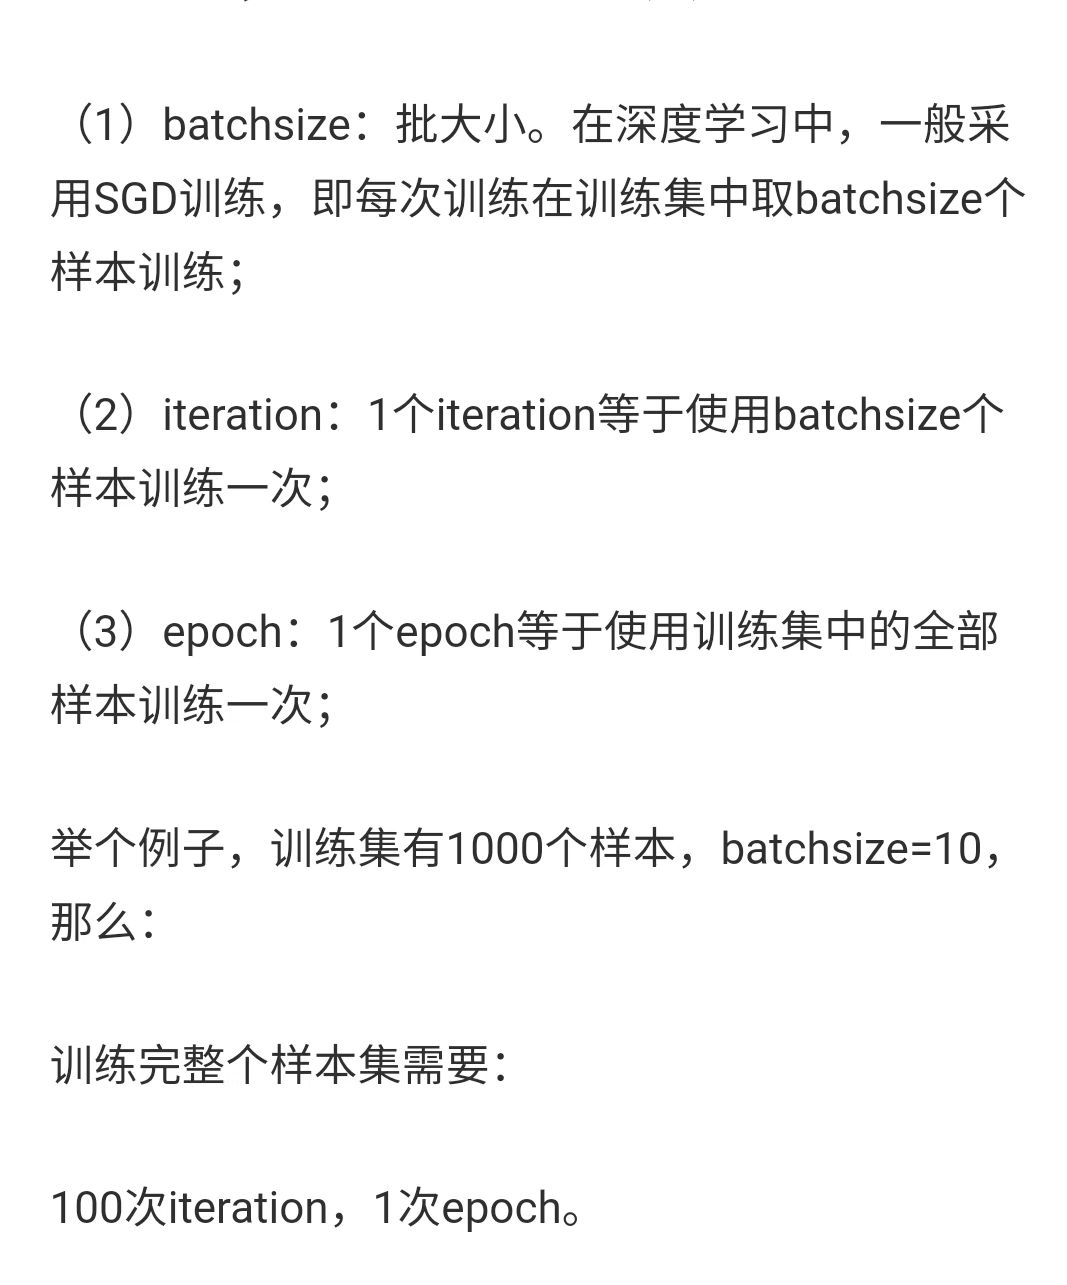 （1）batchsize：批大小。在深度学习中，一般采
用SGD训练，即每次训练在训练集中取batchsize个
样本训练；
（2）iteration：1个iteration等于使用batchsize个
样本训练一次；
（3）epoch：1个epoch等于使用训练集中的全部
样本训练一次；
举个例子，训练集有1000个样本，batchsize=10，
那么：
训练完整个样本集需要：
100次iteration，1次epoch。